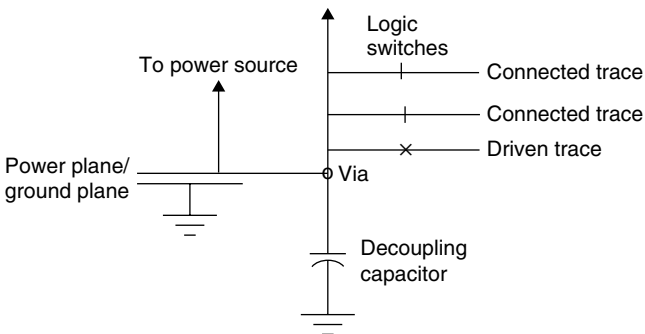 Logic
switches
To power source
Connected trace
Connected trace
Driven trace
Power plane/
ground plane
Via
Decoupling
capacitor